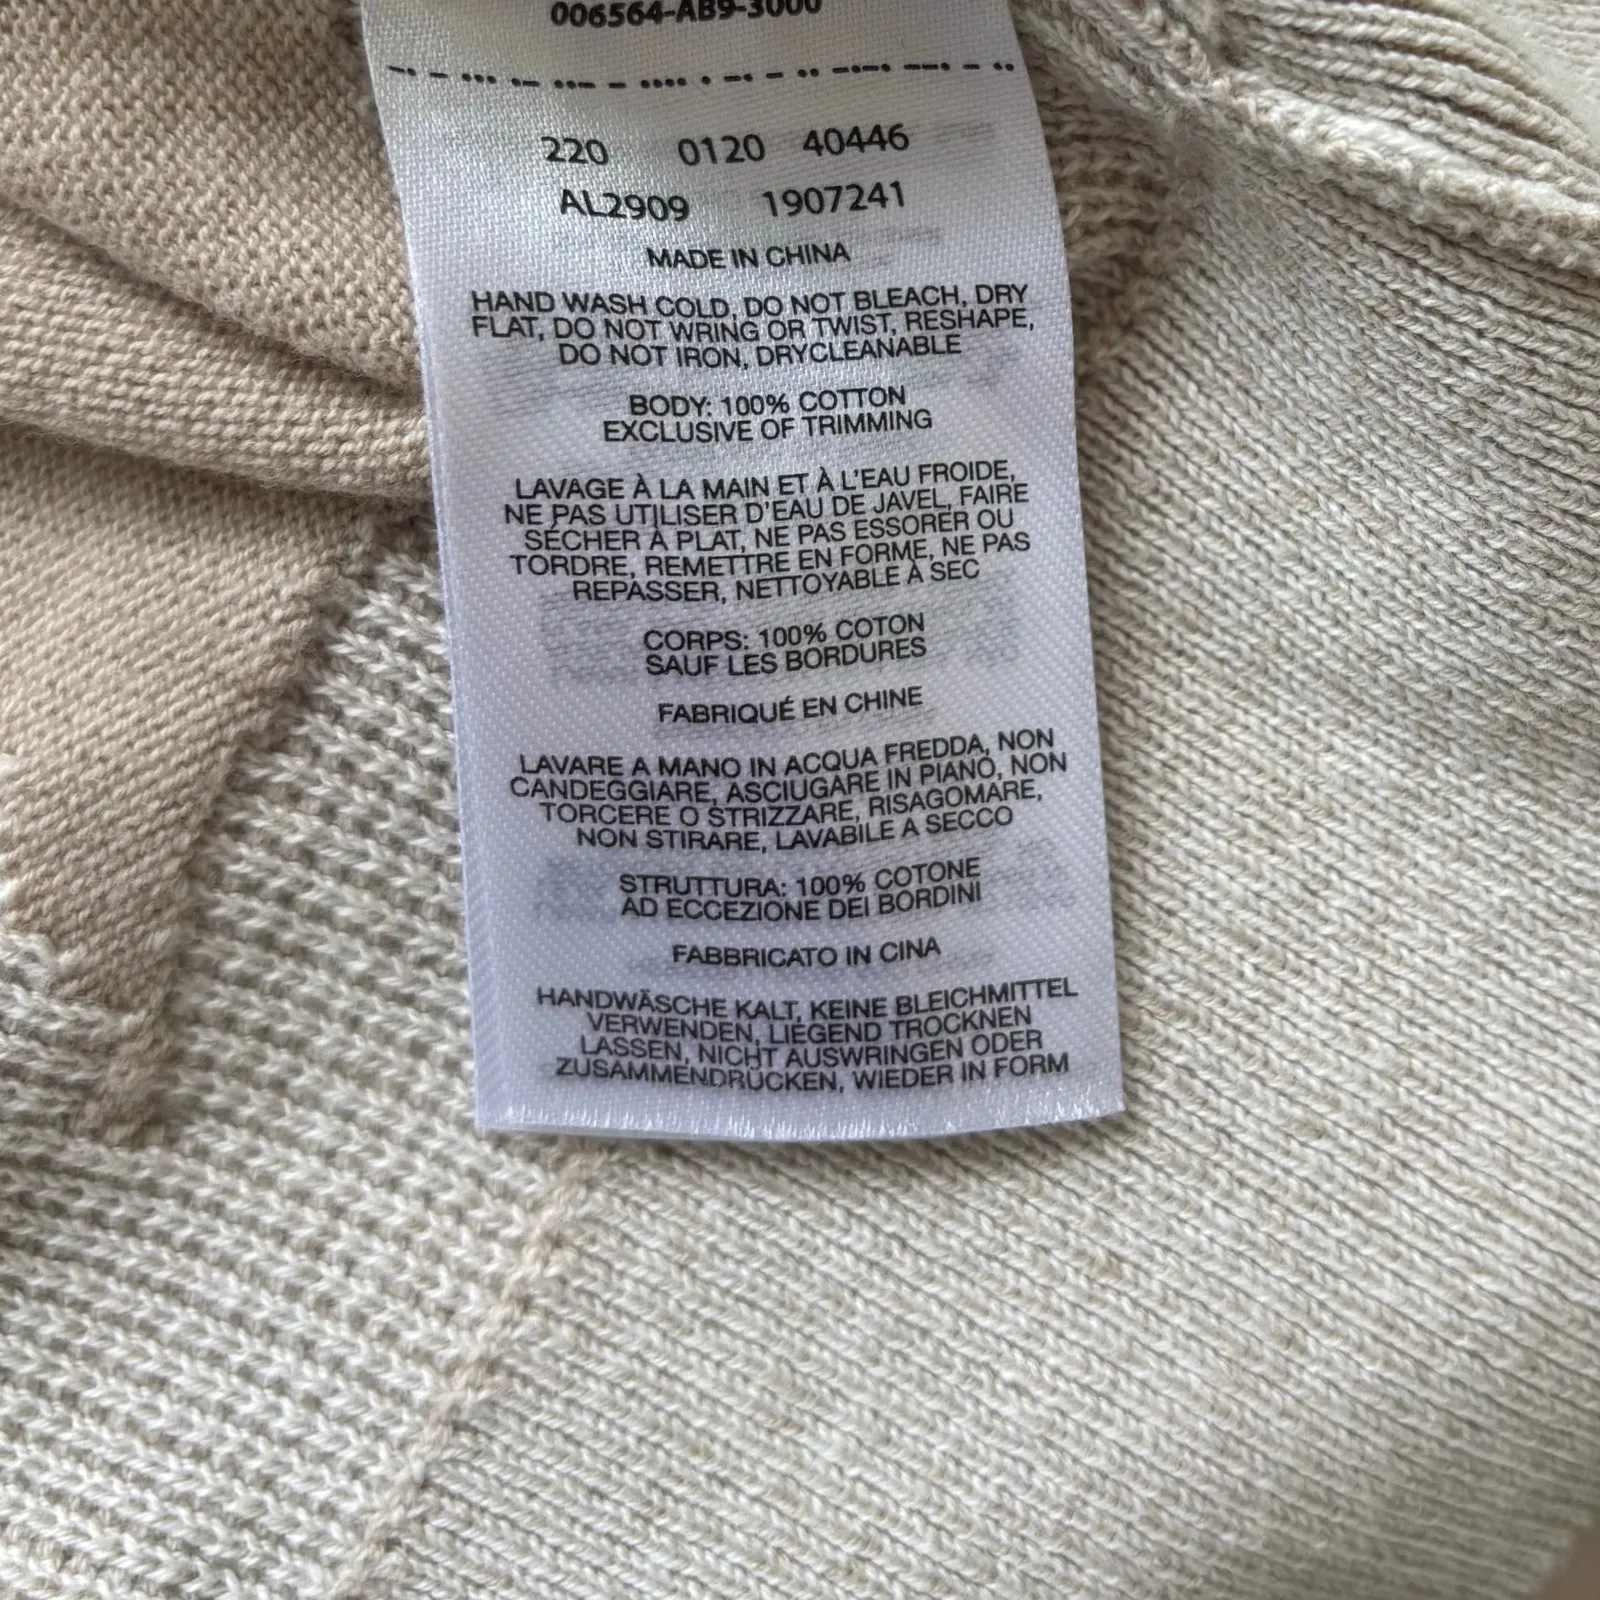 006564-AB9-3000
220 0120 40446
AL2909 1907241
MADE IN CHINA
HAND WASH COLD, DO NOT BLEACH, DRY
FLAT, DO NOT WRING OR TWIST, RESHAPE,
DO NOT IRON, DRYCLEANABLE
BODY: 100% COTTON
EXCLUSIVE OF TRIMMING
LAVAGE À LA MAIN ET À L'EAU FROIDE,
NE PAS UTILISER D'EAU DE JAVEL, FAIRE
SÉCHER À PLAT, NE PAS ESSORER OU
TORDRE, REMETTRE EN FORME, NE PAS
REPASSER, NETTOYABLE À SEC
CORPS: 100% COTON
SAUF LES BORDURES
FABRIQUÉ EN CHINE
LAVARE A MANO IN ACQUA FREDDA, NON
CANDEGGIARE, ASCIUGARE IN PIANO, NON
TORCERE O STRIZZARE, RISAGOMARE,
NON STIRARE, LAVABILE A SECCO
STRUTTURA: 100% COTONE
AD ECCEZIONE DEI BORDINI
FABBRICATO IN CINA
HANDWÄSCHE KALT, KEINE BLEICHMITTEL
VERWENDEN, LIEGEND TROCKNEN
LASSEN, NICHT AUSWRINGEN ODER
ZUSAMMENDRÜCKEN, WIEDER IN FORM